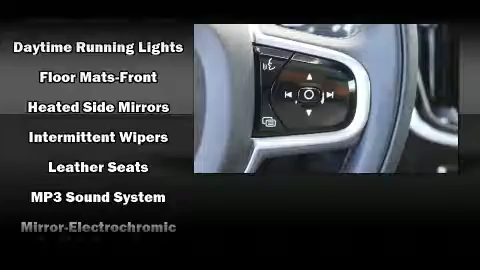 Daytime Running Lights
Floor Mats-Front
Heated Side Mirrors
Intermittent Wipers
Leather Seats
MP3 Sound System
Mirror-Electrochromic